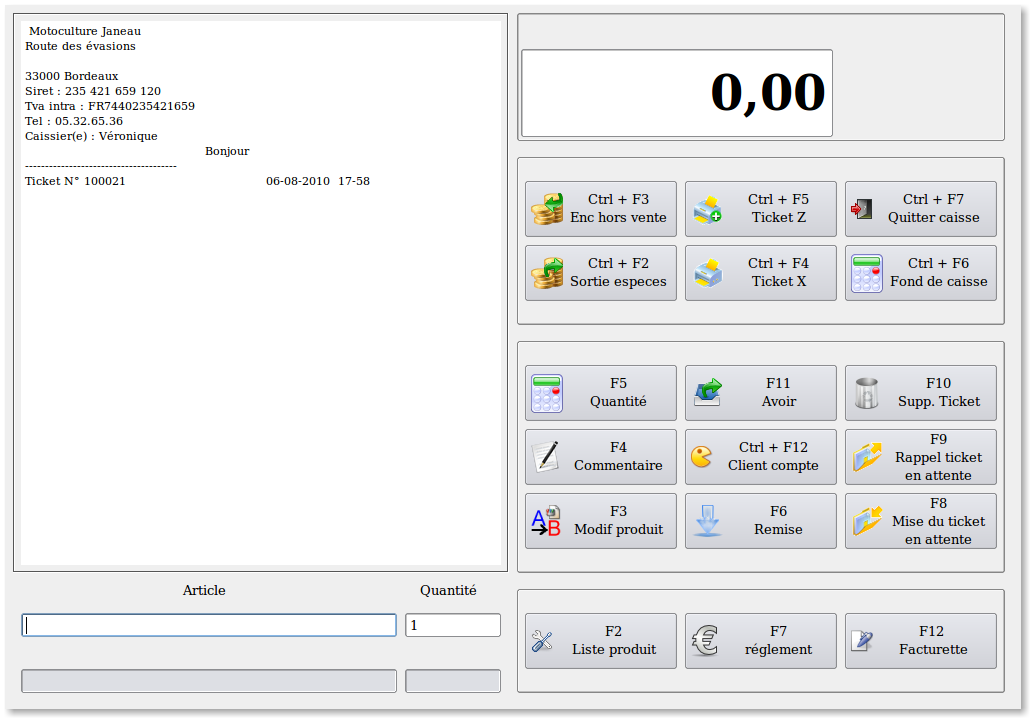 Motoculture Janeau
Route des évasions
33000 Bordeaux
Siret : 235 421 659 120
Tva intra : FR7440235421659
Tel : 05.32.65.36
Caissier(e) : Véronique
Bonjour
--------------------------------------
Ticket N° 100021 06-08-2010 17-58
Article
Quantité
1
0,00
Ctrl + F3
Enc hors vente
Ctrl + F5
Ticket Z
Ctrl + F7
Quitter caisse
Ctrl + F2
Sortie especes
Ctrl + F4
Ticket X
Ctrl + F6
Fond de caisse
F5
Quantité
F11
Avoir
F10
Supp. Ticket
F4
Commentaire
Ctrl + F12
Client compte
F9
Rappel ticket
en attente
A
B
F3
Modif produit
F6
Remise
F8
Mise du ticket
en attente
F2
Liste produit
€
F7
réglement
F12
Facturette